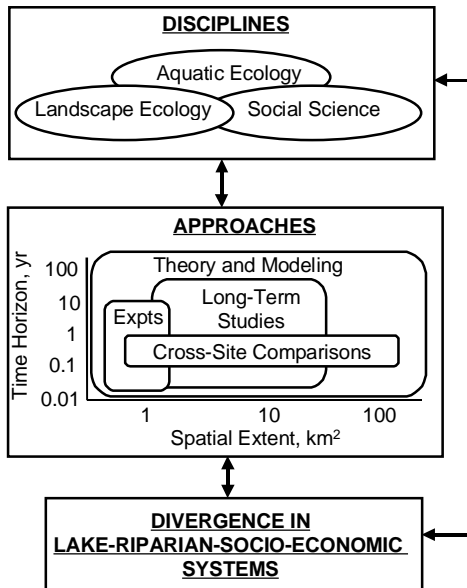 DISCIPLINES
Aquatic Ecology
Landscape Ecology
Social Science
APPROACHES
Time Horizon, yr
100
10
1
0.1
0.01
Theory and Modeling
Long-Term
Studies
Expts
Cross-Site Comparisons
1
10
100
Spatial Extent, km²
DIVERGENCE IN
LAKE-RIPARIAN-SOCIO-ECONOMIC
SYSTEMS